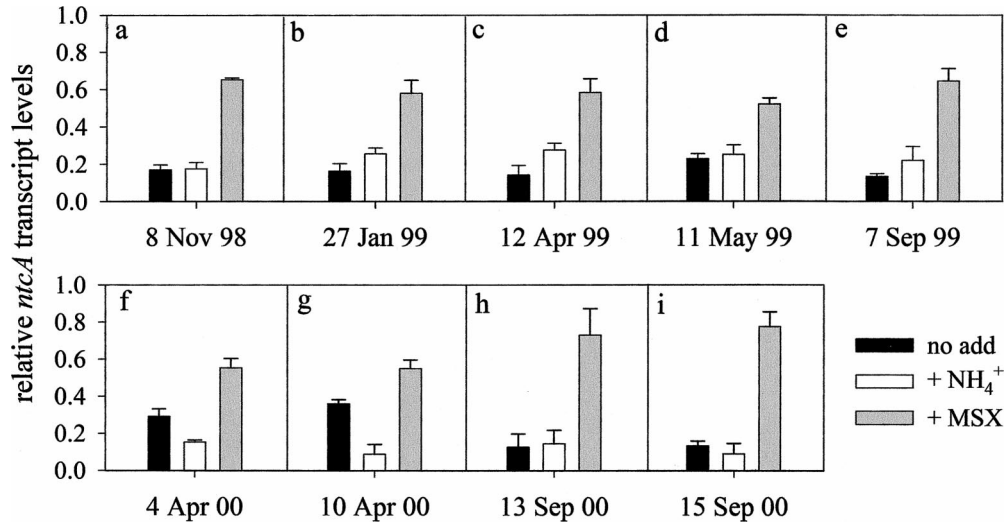 relative ntcA transcript levels
1.0
0.8
0.6
0.4
0.2
0.0
a
b
c
d
e
8 Nov 98
27 Jan 99
12 Apr 99
11 May 99
7 Sep 99
1.0
0.8
0.6
0.4
0.2
0.0
f
g
h
i
4 Apr 00
10 Apr 00
13 Sep 00
15 Sep 00
no add
+ NH₄⁺
+ MSX